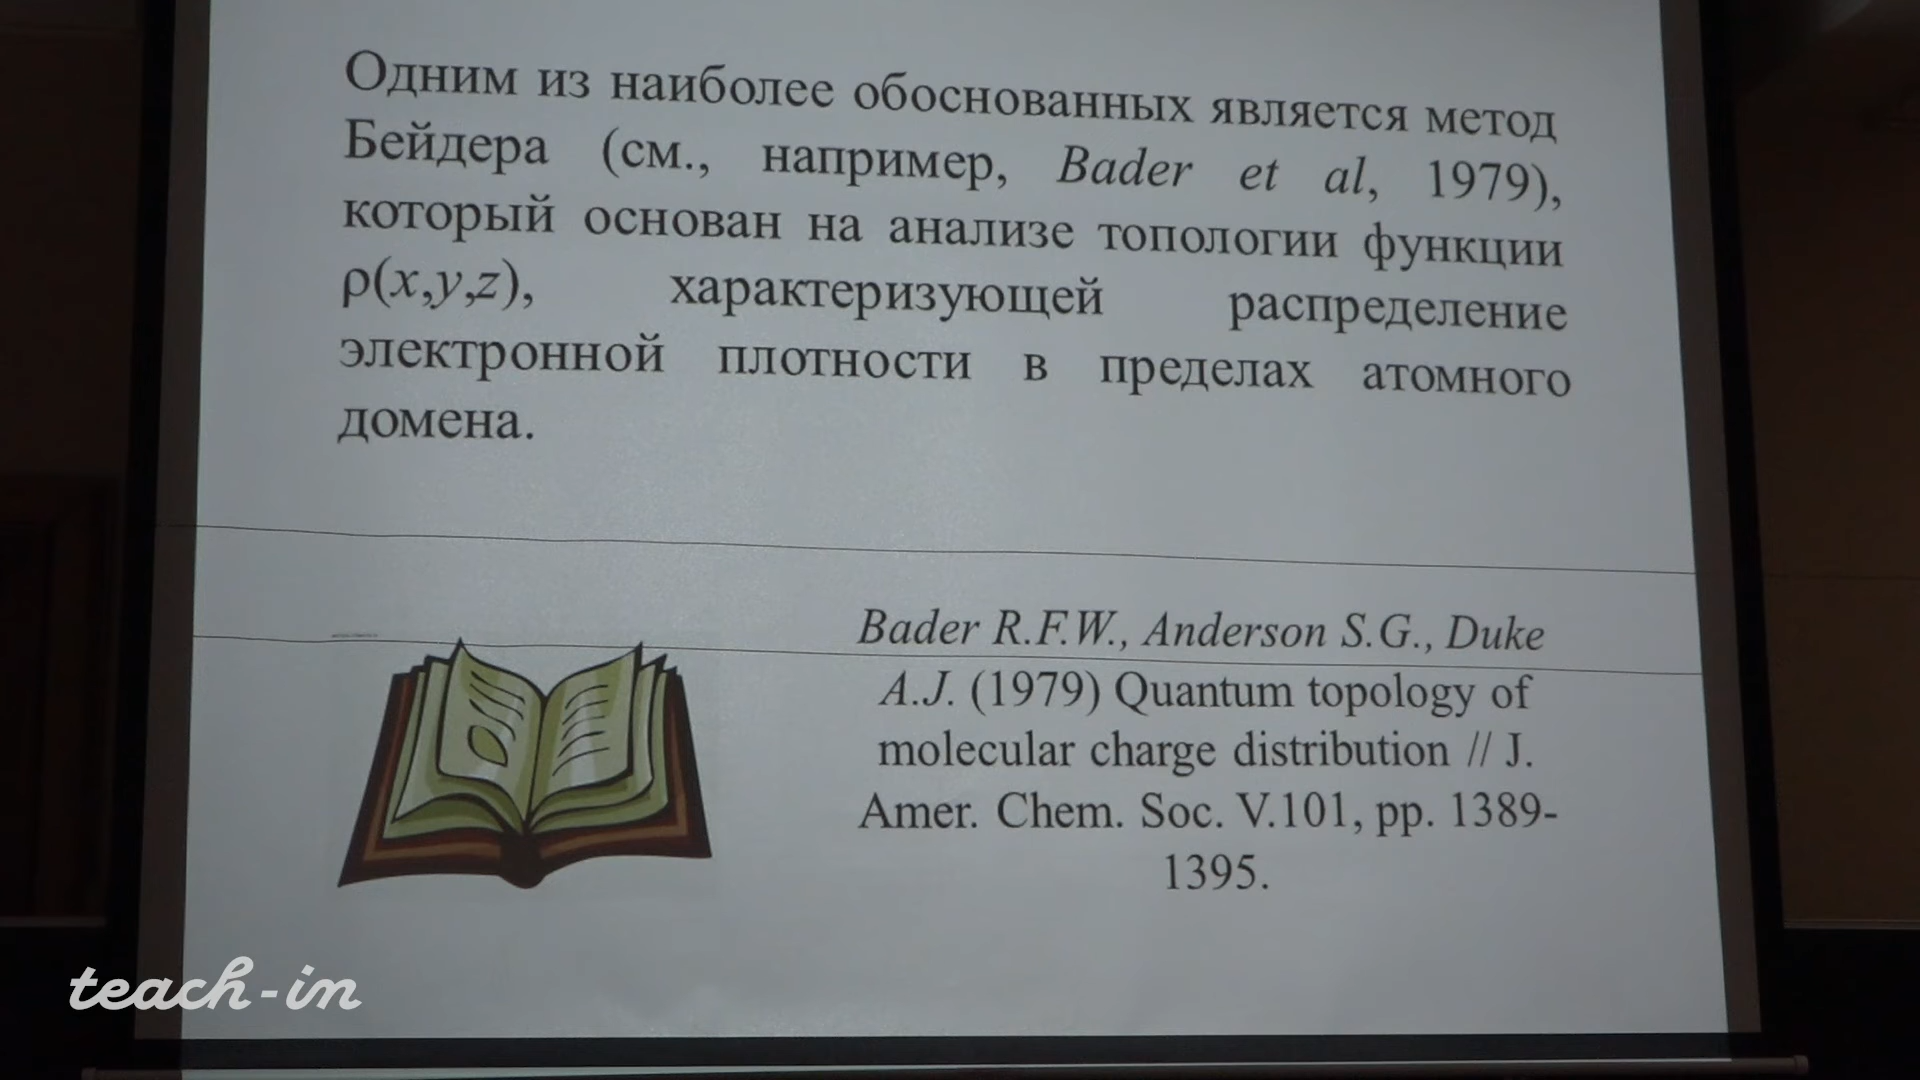 Одним из наиболее обоснованных является метод
Бейдера (см., например, Bader et al, 1979),
который основан на анализе топологии функции
ρ(x,y,z), характеризующей распределение
электронной плотности в пределах атомного
домена.
Bader R.F.W., Anderson S.G., Duke
A.J. (1979) Quantum topology of
molecular charge distribution // J.
Amer. Chem. Soc. V.101, pp. 1389-
1395.
teach-in